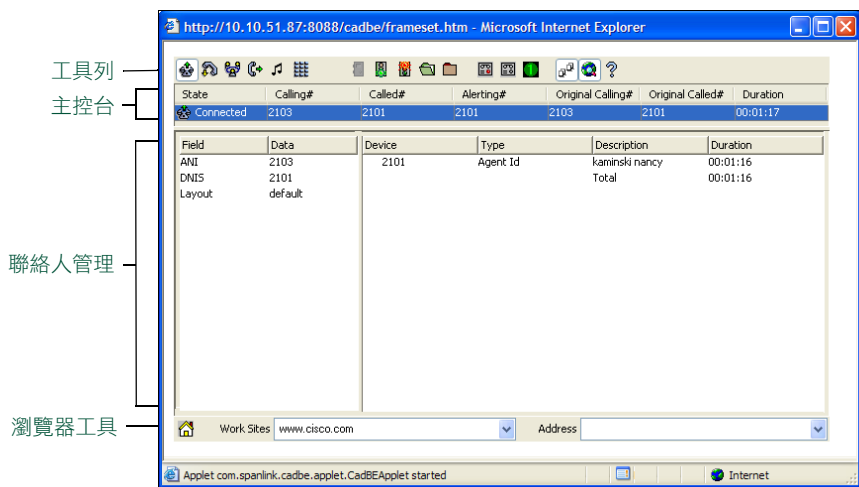 http://10.10.51.87:8088/cadbe/frameset.htm - Microsoft Internet Explorer
工具列
主控台
State Calling# Called# Alerting# Original Calling# Original Called# Duration
Connected 2103 2101 2101 2103 2101 00:01:17
Field Data Device Type Description Duration
ANI 2103 2101 Agent Id kaminski nancy 00:01:16
DNIS 2101 Total 00:01:16
Layout default
聯絡人管理
瀏覽器工具
Work Sites www.cisco.com Address
Applet com.spanlink.cadbe.applet.CadBEApplet started Internet